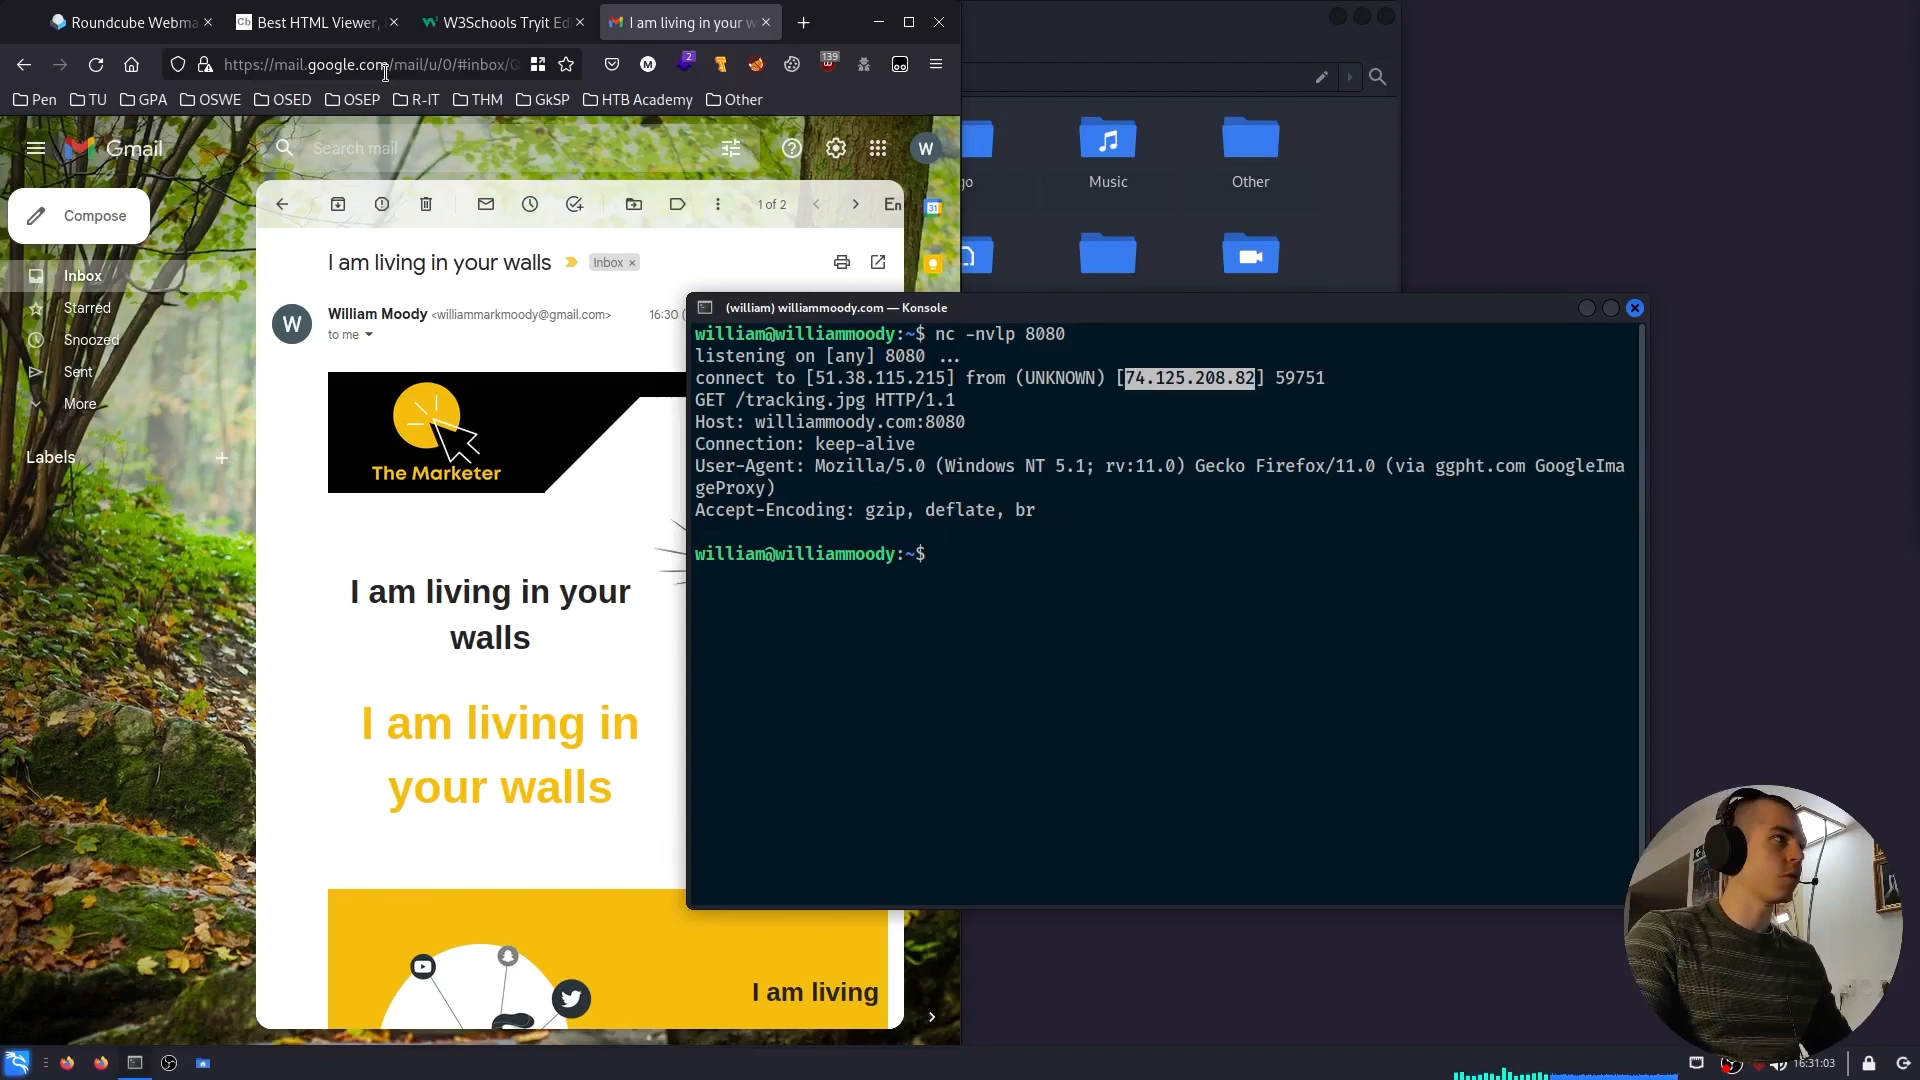 Roundcube Webma
Best HTML Viewer,
W3Schools Tryit Ed
I am living in your w
https://mail.google.com/mail/u/0/#inbox/
2
139
Pen
TU
GPA
OSWE
OSED
OSEP
R-IT
THM
GkSP
HTB Academy
Other
Gmail
Search mail
W
Compose
Inbox
Starred
Snoozed
Sent
More
Labels
1 of 2
En
31
I am living in your walls
Inbox ×
W
William Moody <williammarkmoody@gmail.com>
16:30 (
to me
The Marketer
I am living in your
walls
I am living in
your walls
I am living
go
Music
Other
(william) williammoody.com — Konsole
william@williammoody:~$ nc -nvlp 8080
listening on [any] 8080 ...
connect to [51.38.115.215] from (UNKNOWN) [74.125.208.82] 59751
GET /tracking.jpg HTTP/1.1
Host: williammoody.com:8080
Connection: keep-alive
User-Agent: Mozilla/5.0 (Windows NT 5.1; rv:11.0) Gecko Firefox/11.0 (via ggpht.com GoogleIma
geProxy)
Accept-Encoding: gzip, deflate, br
william@williammoody:~$
16:31:03